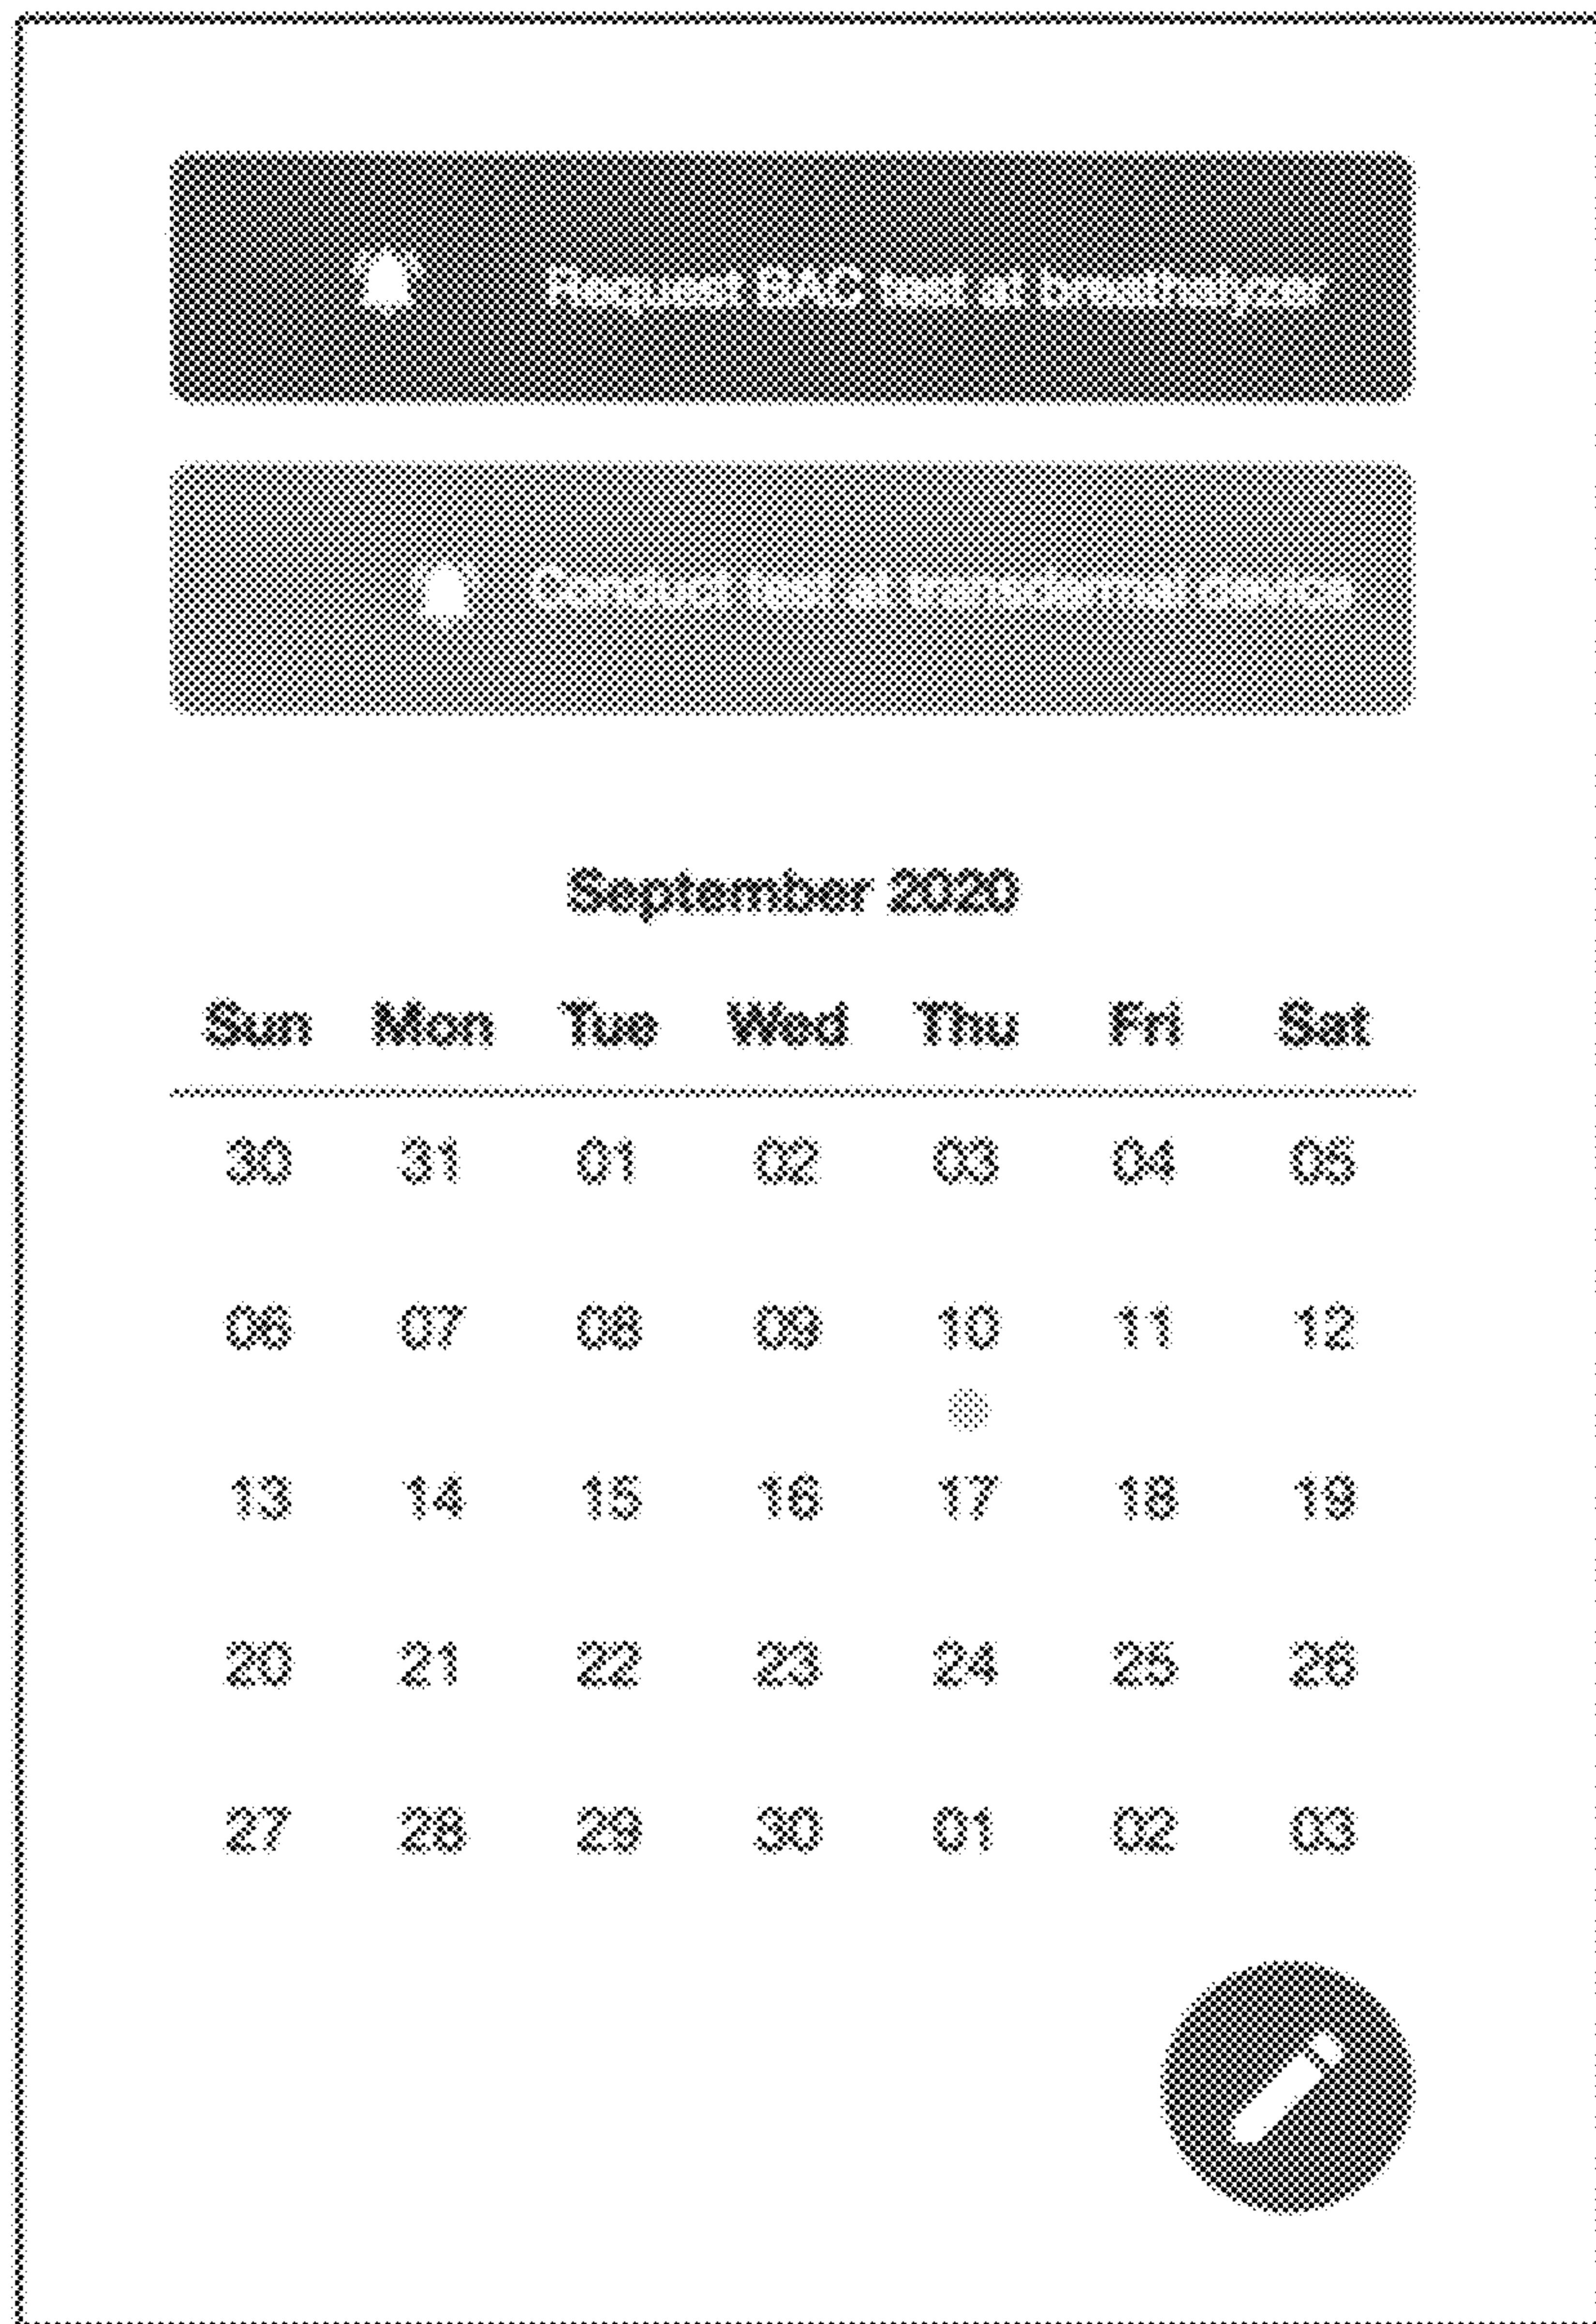 Request BAC test at breathalyzer
Conduct test at transdermal device
September 2020
Sun Mon Tue Wed Thu Fri Sat
30 31 01 02 03 04 05
06 07 08 09 10 11 12
13 14 15 16 17 18 19
20 21 22 23 24 25 26
27 28 29 30 01 02 03